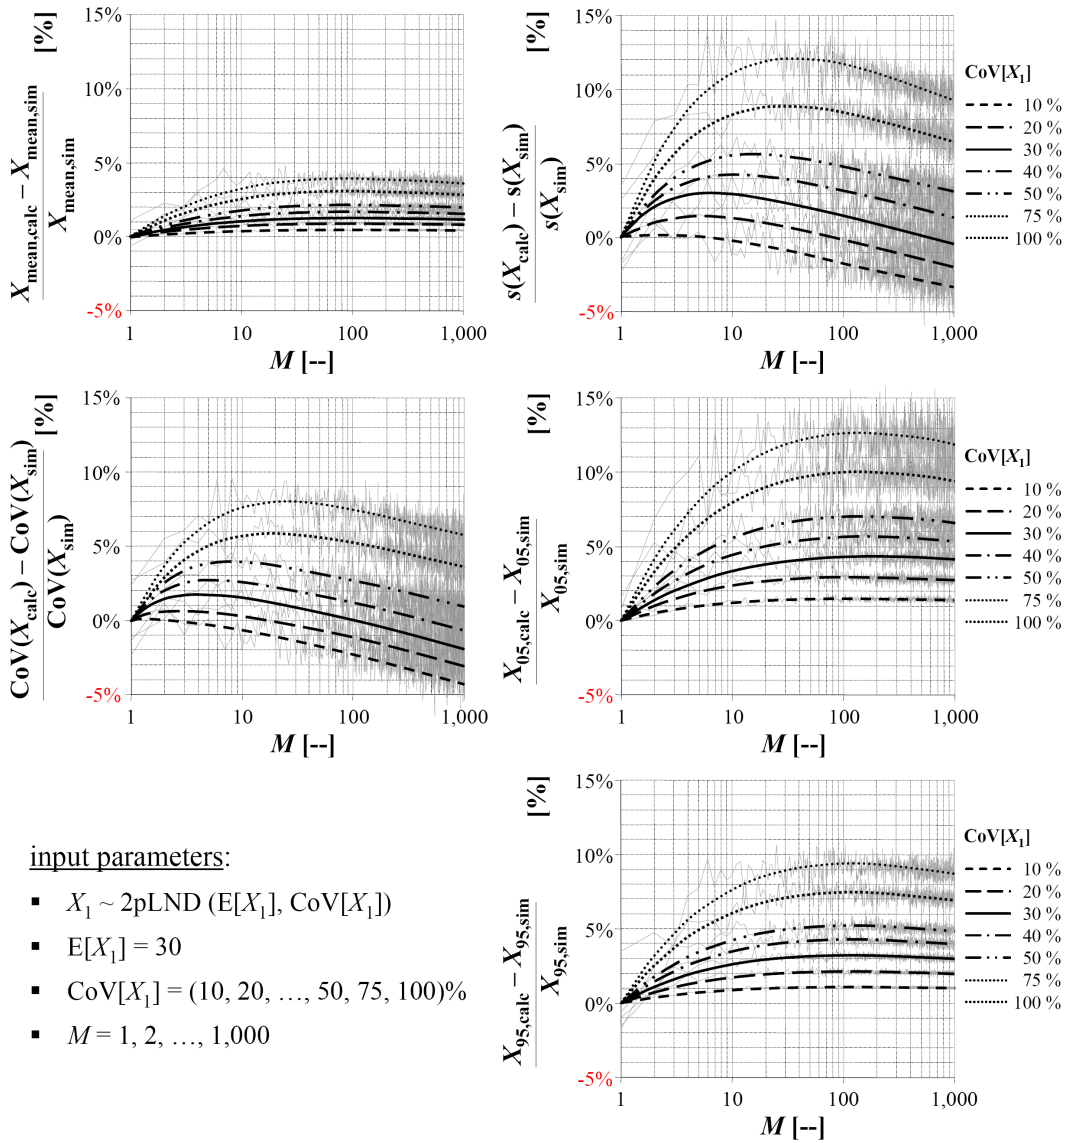 [%]
X_mean,calc – X_mean,sim
X_mean,sim
15%
10%
5%
0%
-5%
1 10 100 1,000
M [--]
[%]
s(X_calc) – s(X_sim)
s(X_sim)
15%
10%
5%
0%
-5%
1 10 100 1,000
M [--]
CoV[X_1]
10 %
20 %
30 %
40 %
50 %
75 %
100 %
[%]
CoV(X_calc) – CoV(X_sim)
CoV(X_sim)
15%
10%
5%
0%
-5%
1 10 100 1,000
M [--]
[%]
X_05,calc – X_05,sim
X_05,sim
15%
10%
5%
0%
-5%
1 10 100 1,000
M [--]
CoV[X_1]
10 %
20 %
30 %
40 %
50 %
75 %
100 %
input parameters:
▪ X_1 ~ 2pLND (E[X_1], CoV[X_1])
▪ E[X_1] = 30
▪ CoV[X_1] = (10, 20, …, 50, 75, 100)%
▪ M = 1, 2, …, 1,000
[%]
X_95,calc – X_95,sim
X_95,sim
15%
10%
5%
0%
-5%
1 10 100 1,000
M [--]
CoV[X_1]
10 %
20 %
30 %
40 %
50 %
75 %
100 %